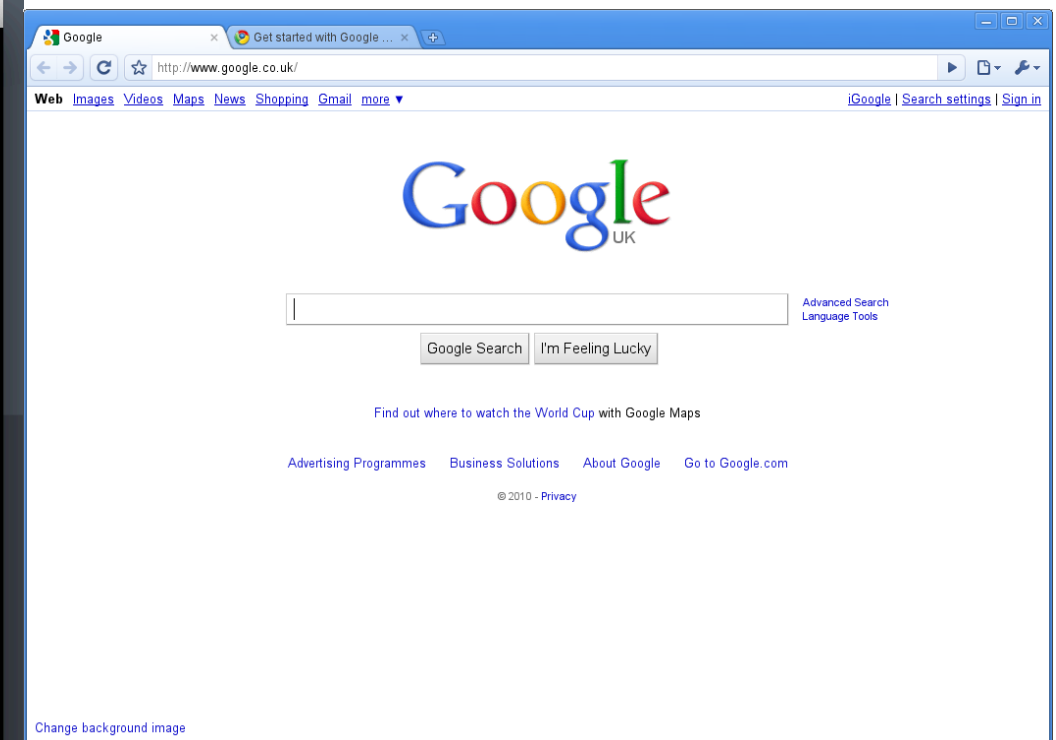 Google
Get started with Google ...
http://www.google.co.uk/
Web Images Videos Maps News Shopping Gmail more ▼
iGoogle | Search settings | Sign in
Google
UK
Advanced Search
Language Tools
Google Search
I'm Feeling Lucky
Find out where to watch the World Cup with Google Maps
Advertising Programmes Business Solutions About Google Go to Google.com
© 2010 - Privacy
Change background image